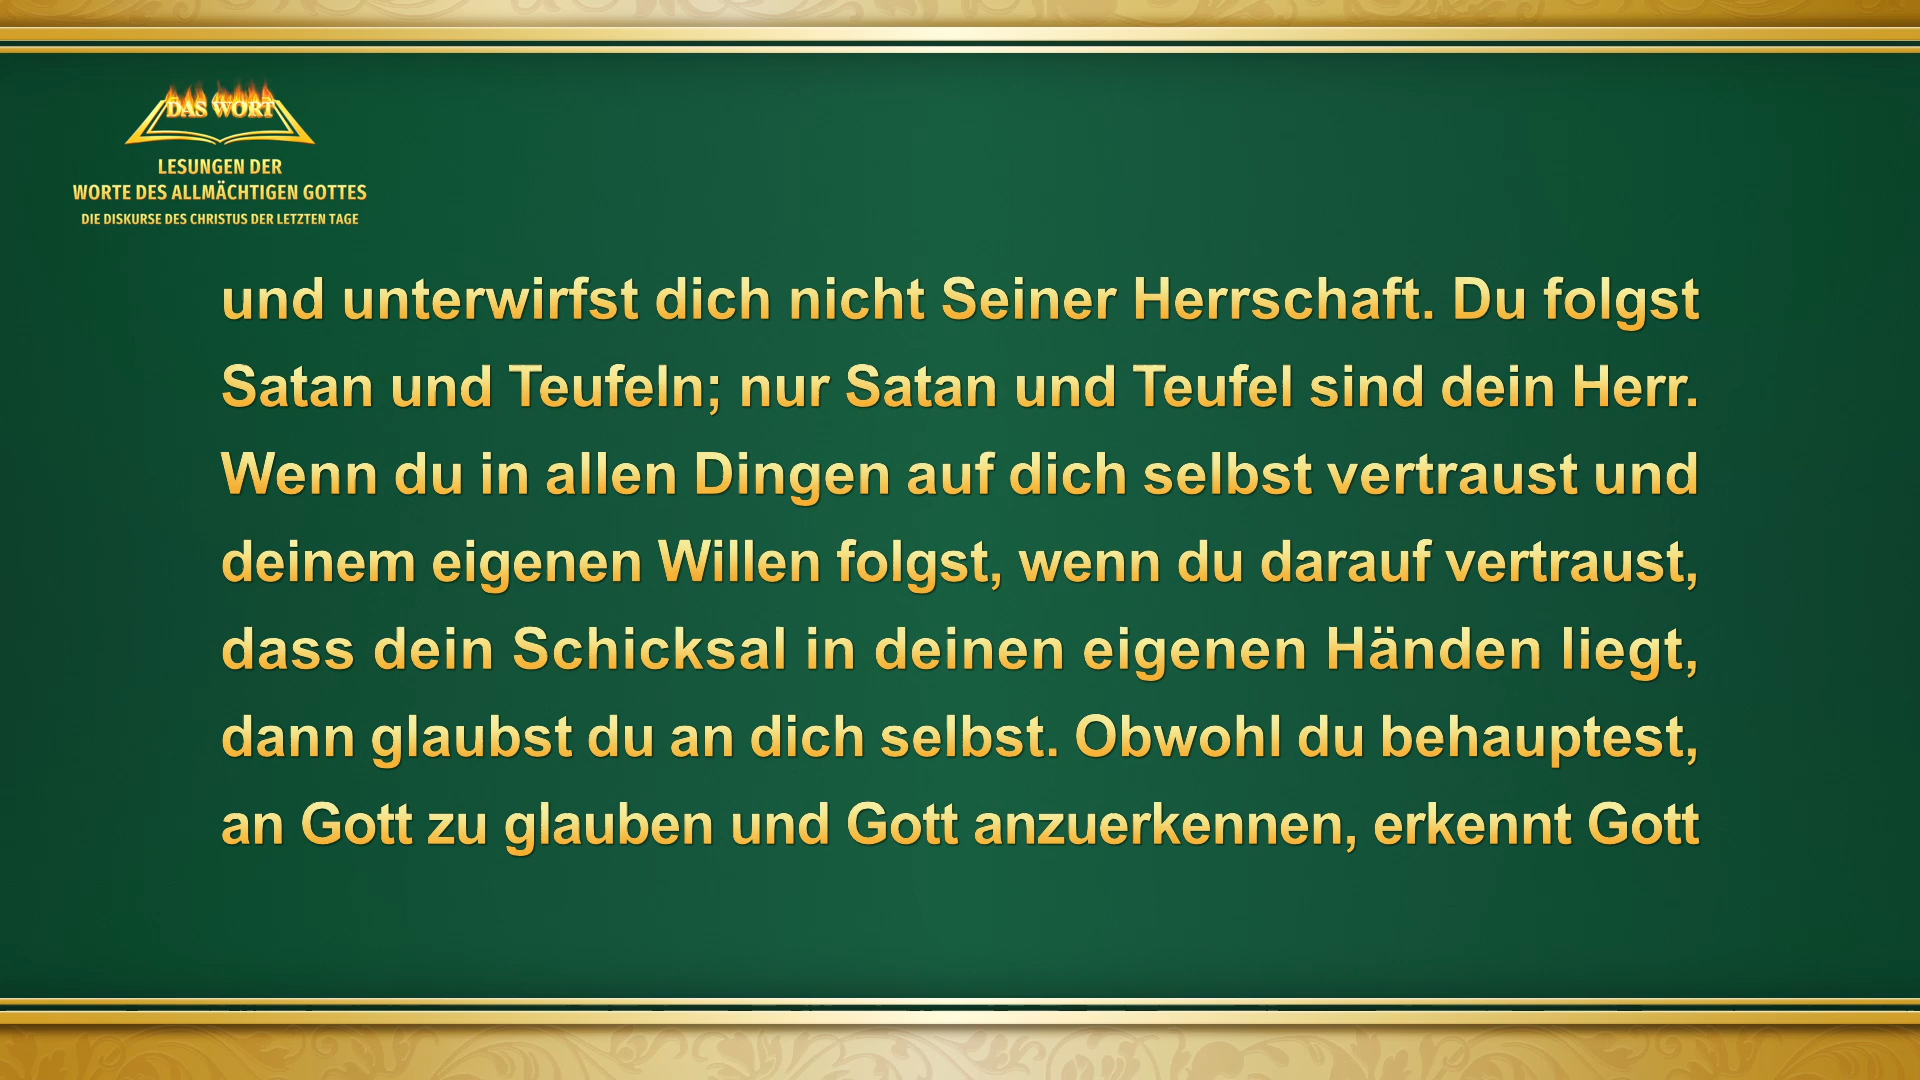 DAS WORT
LESUNGEN DER
WORTE DES ALLMÄCHTIGEN GOTTES
DIE DISKURSE DES CHRISTUS DER LETZTEN TAGE
und unterwirfst dich nicht Seiner Herrschaft. Du folgst
Satan und Teufeln; nur Satan und Teufel sind dein Herr.
Wenn du in allen Dingen auf dich selbst vertraust und
deinem eigenen Willen folgst, wenn du darauf vertraust,
dass dein Schicksal in deinen eigenen Händen liegt,
dann glaubst du an dich selbst. Obwohl du behauptest,
an Gott zu glauben und Gott anzuerkennen, erkennt Gott